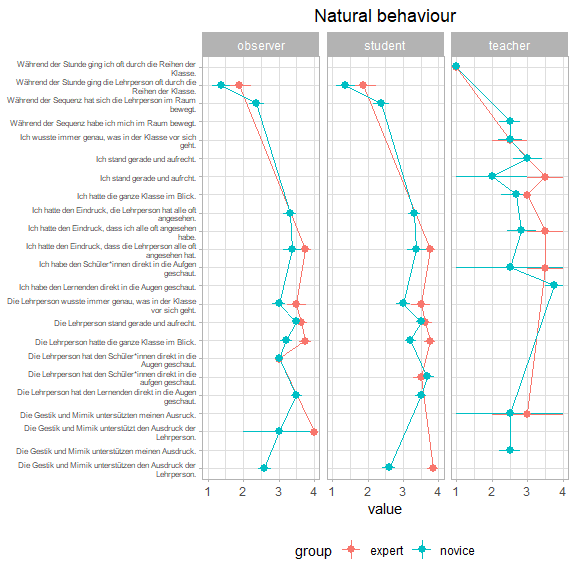 Natural behaviour
observer
student
teacher
Während der Stunde ging ich oft durch die Reihen der
Klasse.
Während der Stunde ging die Lehrperson oft durch die
Reihen der Klasse.
Während der Sequenz hat sich die Lehrperson im Raum
bewegt.
Während der Sequenz habe ich mich im Raum bewegt.
Ich wusste immer genau, was in der Klasse vor sich
geht.
Ich stand gerade und aufrecht.
Ich stand gerade und aufrcht.
Ich hatte die ganze Klasse im Blick.
Ich hatte den Eindruck, die Lehrperson hat alle oft
angesehen.
Ich hatte den Eindruck, dass ich alle oft angesehen
habe.
Ich hatte den Eindruck, dass die Lehrperson alle oft
angesehen hat.
Ich habe den Schüler*innen direkt in die Aufgen
geschaut.
Ich habe den Lernenden direkt in die Augen geschaut.
Die Lehrperson wusste immer genau, was in der Klasse
vor sich geht.
Die Lehrperson stand gerade und aufrecht.
Die Lehrperson hatte die ganze Klasse im Blick.
Die Lehrperson hat den Schüler*innen direkt in die
Augen geschaut.
Die Lehrperson hat den Schüler*innen direkt in die
aufgen geschaut.
Die Lehrperson hat den Lernenden direkt in die Augen
geschaut.
Die Gestik und Mimik untersützten meinen Ausruck.
Die Gestik und Mimik unterstützt den Ausdruck der
Lehrperson.
Die Gestik und Mimik unterstützen meinen Ausdruck.
Die Gestik und Mimik unterstützen den Ausdruck der
Lehrperson.
1 2 3 4
1 2 3 4
1 2 3 4
value
group expert novice